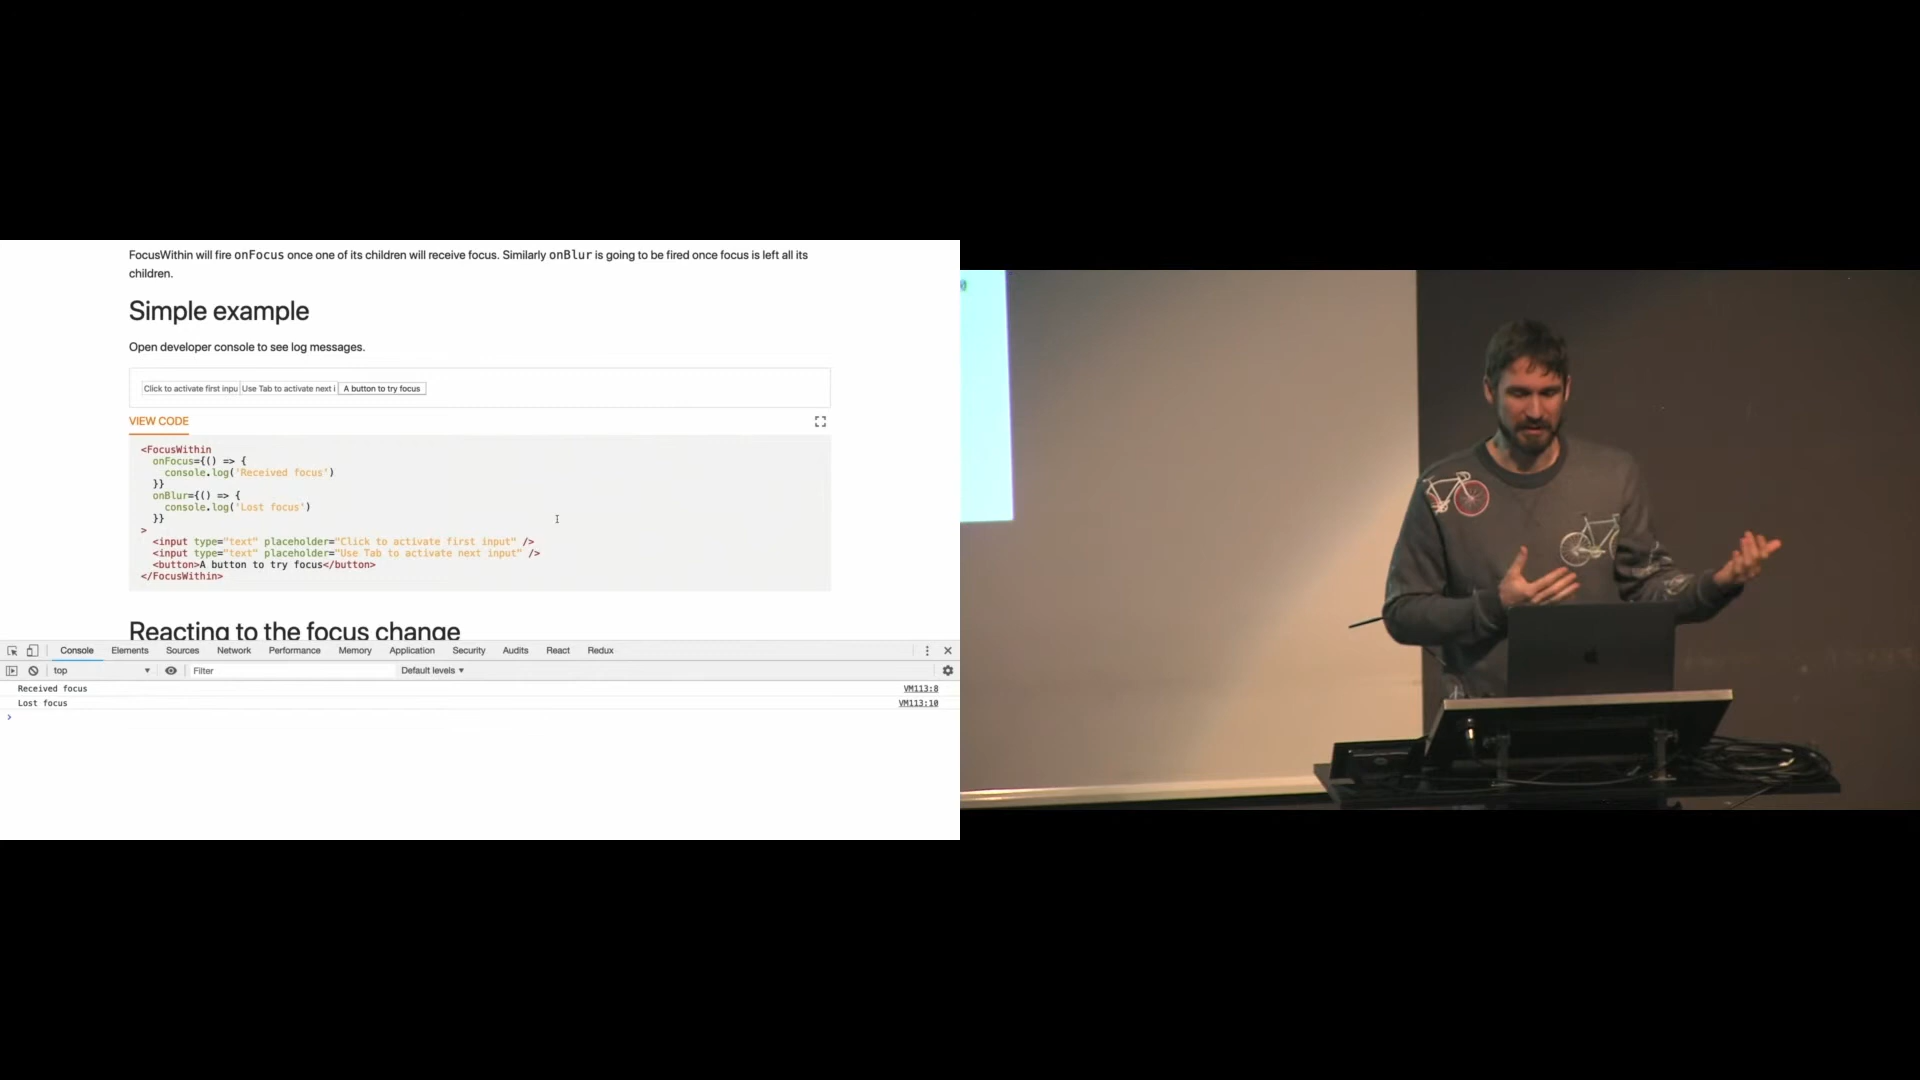 FocusWithin will fire onFocus once one of its children will receive focus. Similarly onBlur is going to be fired once focus is left all its
children.
Simple example
Open developer console to see log messages.
Click to activate first inpu Use Tab to activate next i A button to try focus
VIEW CODE
<FocusWithin
onFocus={() => {
console.log('Received focus')
}}
onBlur={() => {
console.log('Lost focus')
}}
>
<input type="text" placeholder="Click to activate first input" />
<input type="text" placeholder="Use Tab to activate next input" />
<button>A button to try focus</button>
</FocusWithin>
Reacting to the focus change
Console Elements Sources Network Performance Memory Application Security Audits React Redux
top Filter Default levels
Received focus VM113:8
Lost focus VM113:10